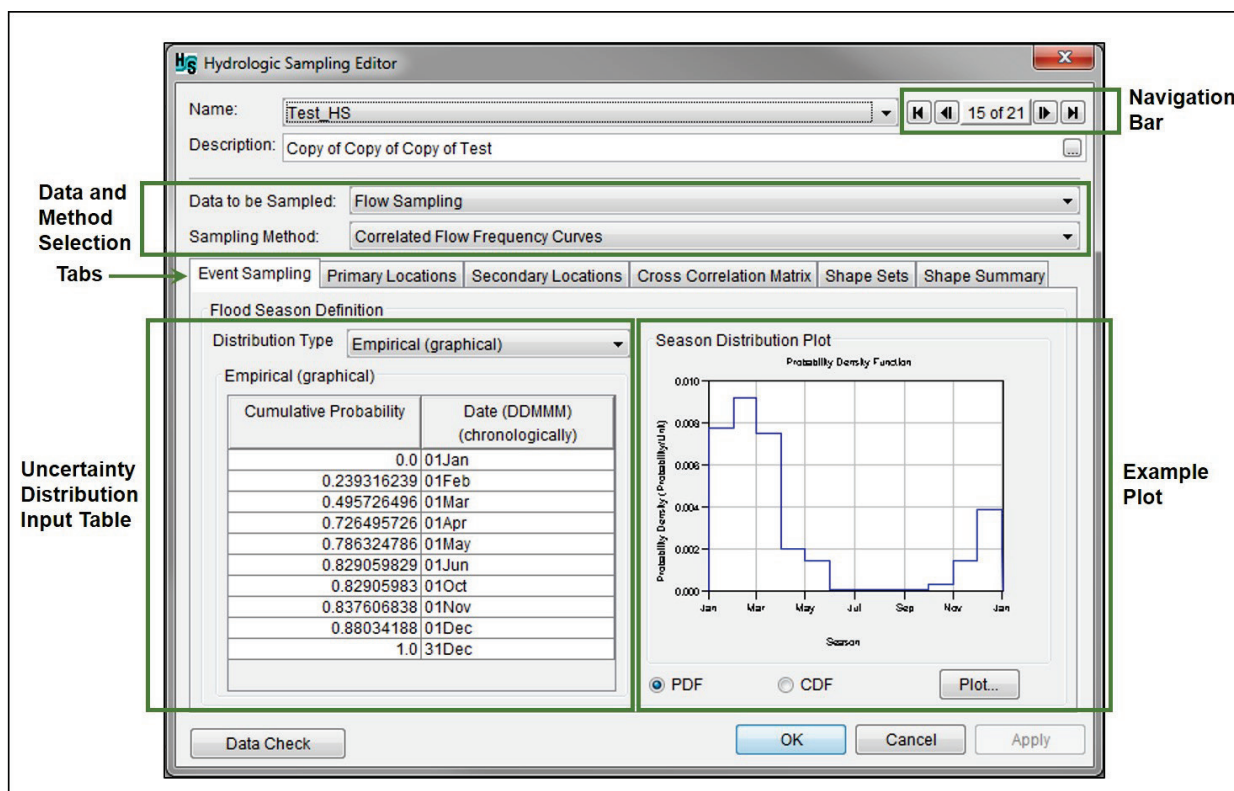 HS Hydrologic Sampling Editor
Name: Test_HS 15 of 21
Navigation
Bar
Description: Copy of Copy of Copy of Test ...
Data and
Method
Selection
Data to be Sampled: Flow Sampling
Sampling Method: Correlated Flow Frequency Curves
Tabs
Event Sampling Primary Locations Secondary Locations Cross Correlation Matrix Shape Sets Shape Summary
Flood Season Definition
Distribution Type Empirical (graphical)
Empirical (graphical)
Cumulative Probability Date (DDMMM)
(chronologically)
0.0 01Jan
0.239316239 01Feb
0.495726496 01Mar
0.726495726 01Apr
0.786324786 01May
0.829059829 01Jun
0.82905983 01Oct
0.837606838 01Nov
0.88034188 01Dec
1.0 31Dec
Uncertainty
Distribution
Input Table
Season Distribution Plot
Probability Density Function
Probability Density (Probability/Unit)
0.010
0.008
0.006
0.004
0.002
0.000
Jan Mar May Jul Sep Nov Jan
Season
PDF CDF Plot...
Example
Plot
Data Check OK Cancel Apply